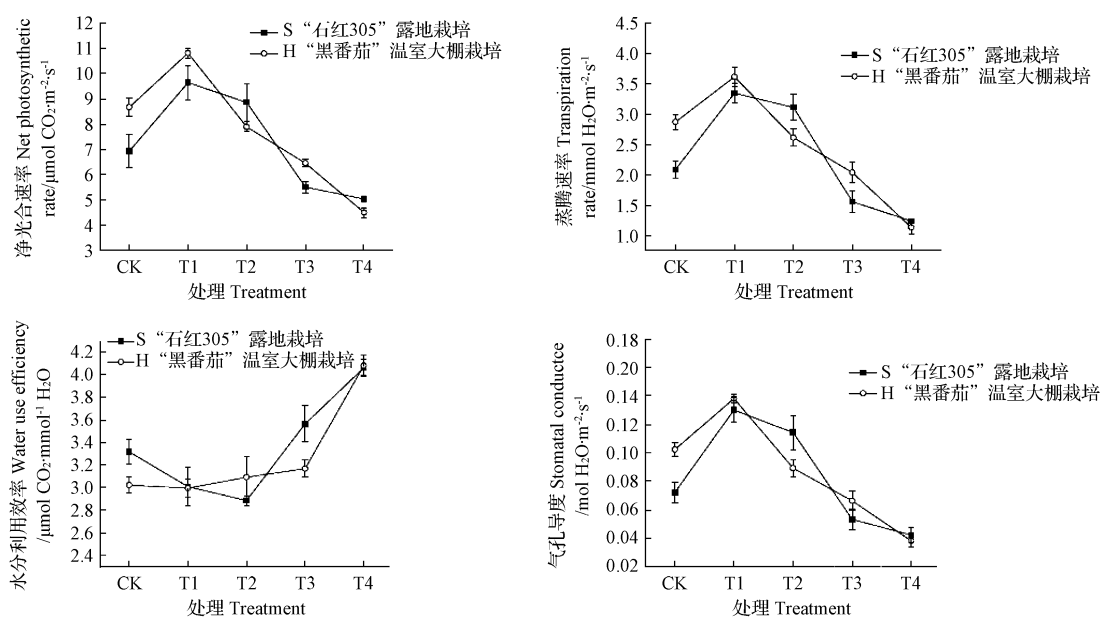 净光合速率 Net photosynthetic
rate/μmol CO₂·m⁻²·s⁻¹
12
11
10
9
8
7
6
5
4
3
S“石红305”露地栽培
H“黑番茄”温室大棚栽培
CK T1 T2 T3 T4
处理 Treatment
蒸腾速率 Transpiration
rate/mmol H₂O·m⁻²·s⁻¹
4.5
4.0
3.5
3.0
2.5
2.0
1.5
1.0
S“石红305”露地栽培
H“黑番茄”温室大棚栽培
CK T1 T2 T3 T4
处理 Treatment
水分利用效率 Water use efficiency
/μmol CO₂·mmol⁻¹ H₂O
4.2
4.0
3.8
3.6
3.4
3.2
3.0
2.8
2.6
2.4
S“石红305”露地栽培
H“黑番茄”温室大棚栽培
CK T1 T2 T3 T4
处理 Treatment
气孔导度 Stomatal conductce
/mol H₂O·m⁻²·s⁻¹
0.18
0.20
0.14
0.12
0.10
0.08
0.06
0.04
0.02
S“石红305”露地栽培
H“黑番茄”温室大棚栽培
CK T1 T2 T3 T4
处理 Treatment